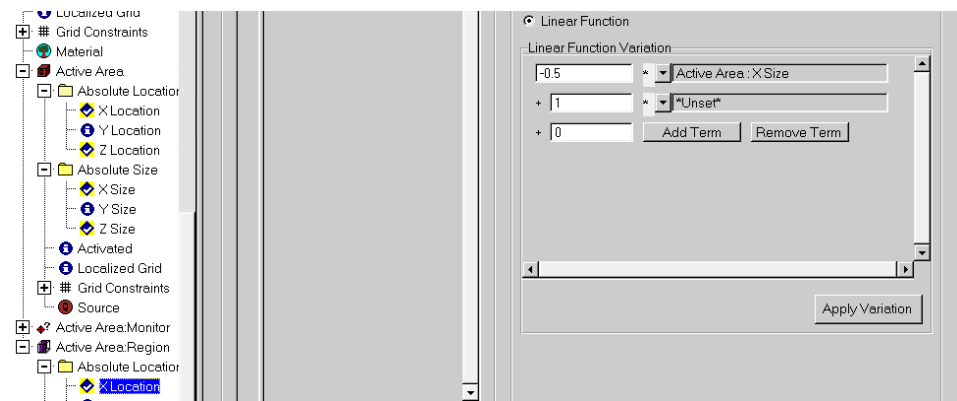 Localized Grid
Grid Constraints
Material
Active Area
Absolute Location
X Location
Y Location
Z Location
Absolute Size
X Size
Y Size
Z Size
Activated
Localized Grid
Grid Constraints
Source
Active Area:Monitor
Active Area:Region
Absolute Location
X Location
Linear Function
Linear Function Variation
-0.5 * Active Area : X Size
+ 1 * *Unset*
+ 0 Add Term Remove Term
Apply Variation